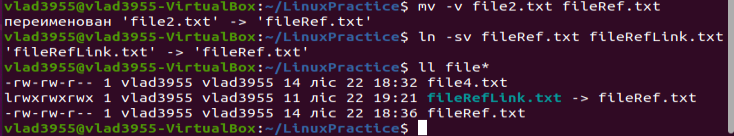 vlad3955@vlad3955-VirtualBox:~/LinuxPractice$ mv -v file2.txt fileRef.txt
переименован 'file2.txt' -> 'fileRef.txt'
vlad3955@vlad3955-VirtualBox:~/LinuxPractice$ ln -sv fileRef.txt fileRefLink.txt
'fileRefLink.txt' -> 'fileRef.txt'
vlad3955@vlad3955-VirtualBox:~/LinuxPractice$ ll file*
-rw-rw-r-- 1 vlad3955 vlad3955 14 ліс 22 18:32 file4.txt
lrwxrwxrwx 1 vlad3955 vlad3955 11 ліс 22 19:21 fileRefLink.txt -> fileRef.txt
-rw-rw-r-- 1 vlad3955 vlad3955 14 ліс 22 18:36 fileRef.txt
vlad3955@vlad3955-VirtualBox:~/LinuxPractice$